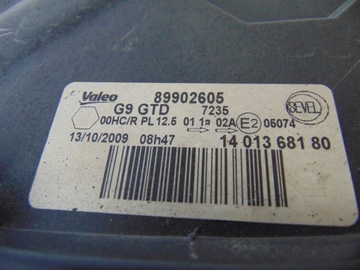 Valeo 89902605
G9 GTD 7235
SEVEL
00HC/R PL 12.5 01 1a 02A E2 05074
13/10/2009 08h47 14 013 681 80